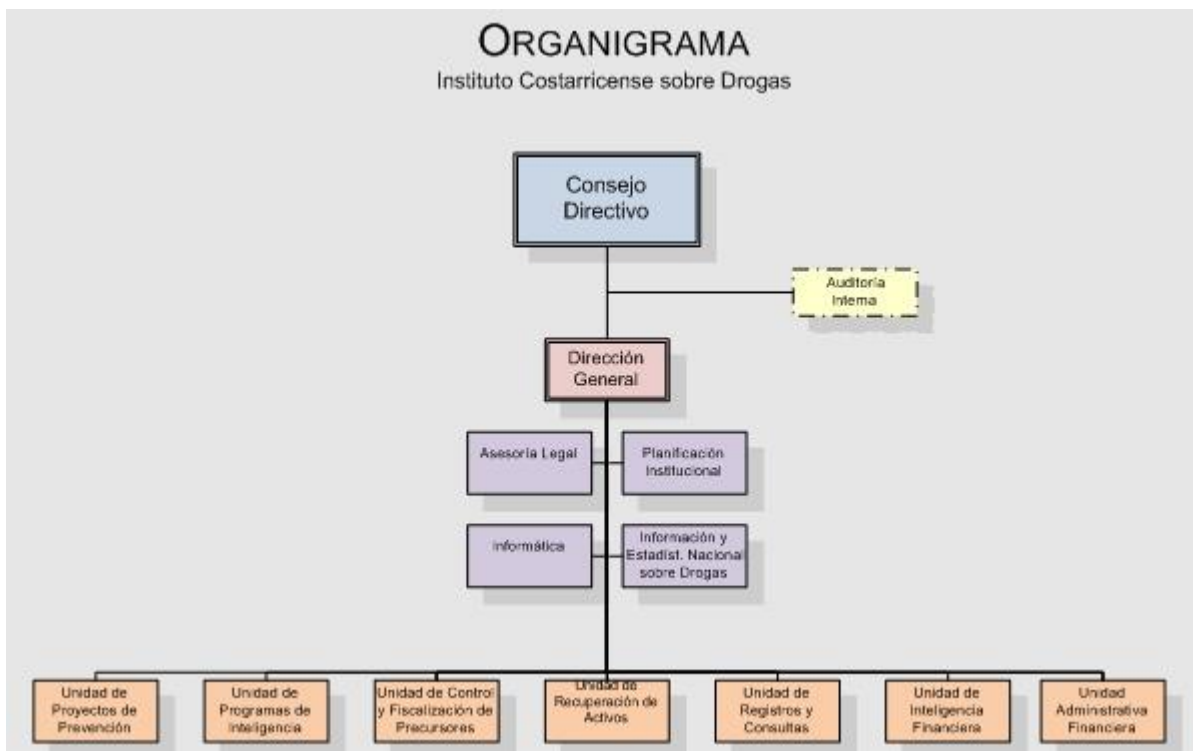 ORGANIGRAMA
Instituto Costarricense sobre Drogas
Consejo
Directivo
Auditoría
Interna
Dirección
General
Asesoría Legal
Planificación
Institucional
Informática
Información y
Estadíst. Nacional
sobre Drogas
Unidad de
Proyectos de
Prevención
Unidad de
Programas de
Inteligencia
Unidad de Control
y Fiscalización de
Precursores
Unidad de
Recuperación de
Activos
Unidad de
Registros y
Consultas
Unidad de
Inteligencia
Financiera
Unidad
Administrativa
Financiera